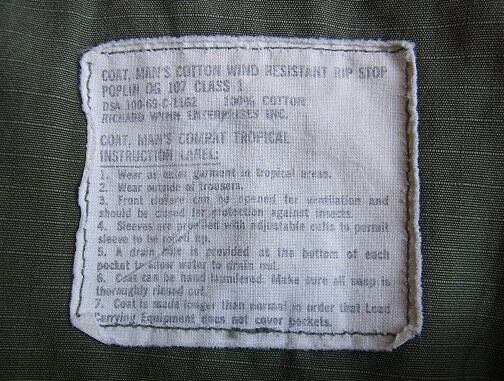 COAT, MAN'S COTTON WIND RESISTANT RIP STOP
POPLIN OG 107 CLASS 1
DSA 100-69-C-1162 100% COTTON
RICHARD WYNN ENTERPRISES INC.
COAT, MAN'S COMBAT TROPICAL
INSTRUCTION LABEL:
1. Wear as outer garment in tropical areas.
2. Wear outside of trousers.
3. Front closure can be opened for ventilation and
should be closed for protection against insects.
4. Sleeves are provided with adjustable cuffs to permit
sleeve to be rolled up.
5. A drain hole is provided at the bottom of each
pocket to allow water to drain out.
6. Coat can be hand laundered. Make sure all soap is
thoroughly rinsed out.
7. Coat is made longer than normal in order that Load
Carrying Equipment does not cover pockets.